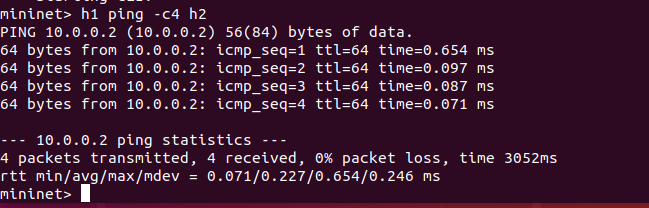 mininet> h1 ping -c4 h2
PING 10.0.0.2 (10.0.0.2) 56(84) bytes of data.
64 bytes from 10.0.0.2: icmp_seq=1 ttl=64 time=0.654 ms
64 bytes from 10.0.0.2: icmp_seq=2 ttl=64 time=0.097 ms
64 bytes from 10.0.0.2: icmp_seq=3 ttl=64 time=0.087 ms
64 bytes from 10.0.0.2: icmp_seq=4 ttl=64 time=0.071 ms

--- 10.0.0.2 ping statistics ---
4 packets transmitted, 4 received, 0% packet loss, time 3052ms
rtt min/avg/max/mdev = 0.071/0.227/0.654/0.246 ms
mininet>